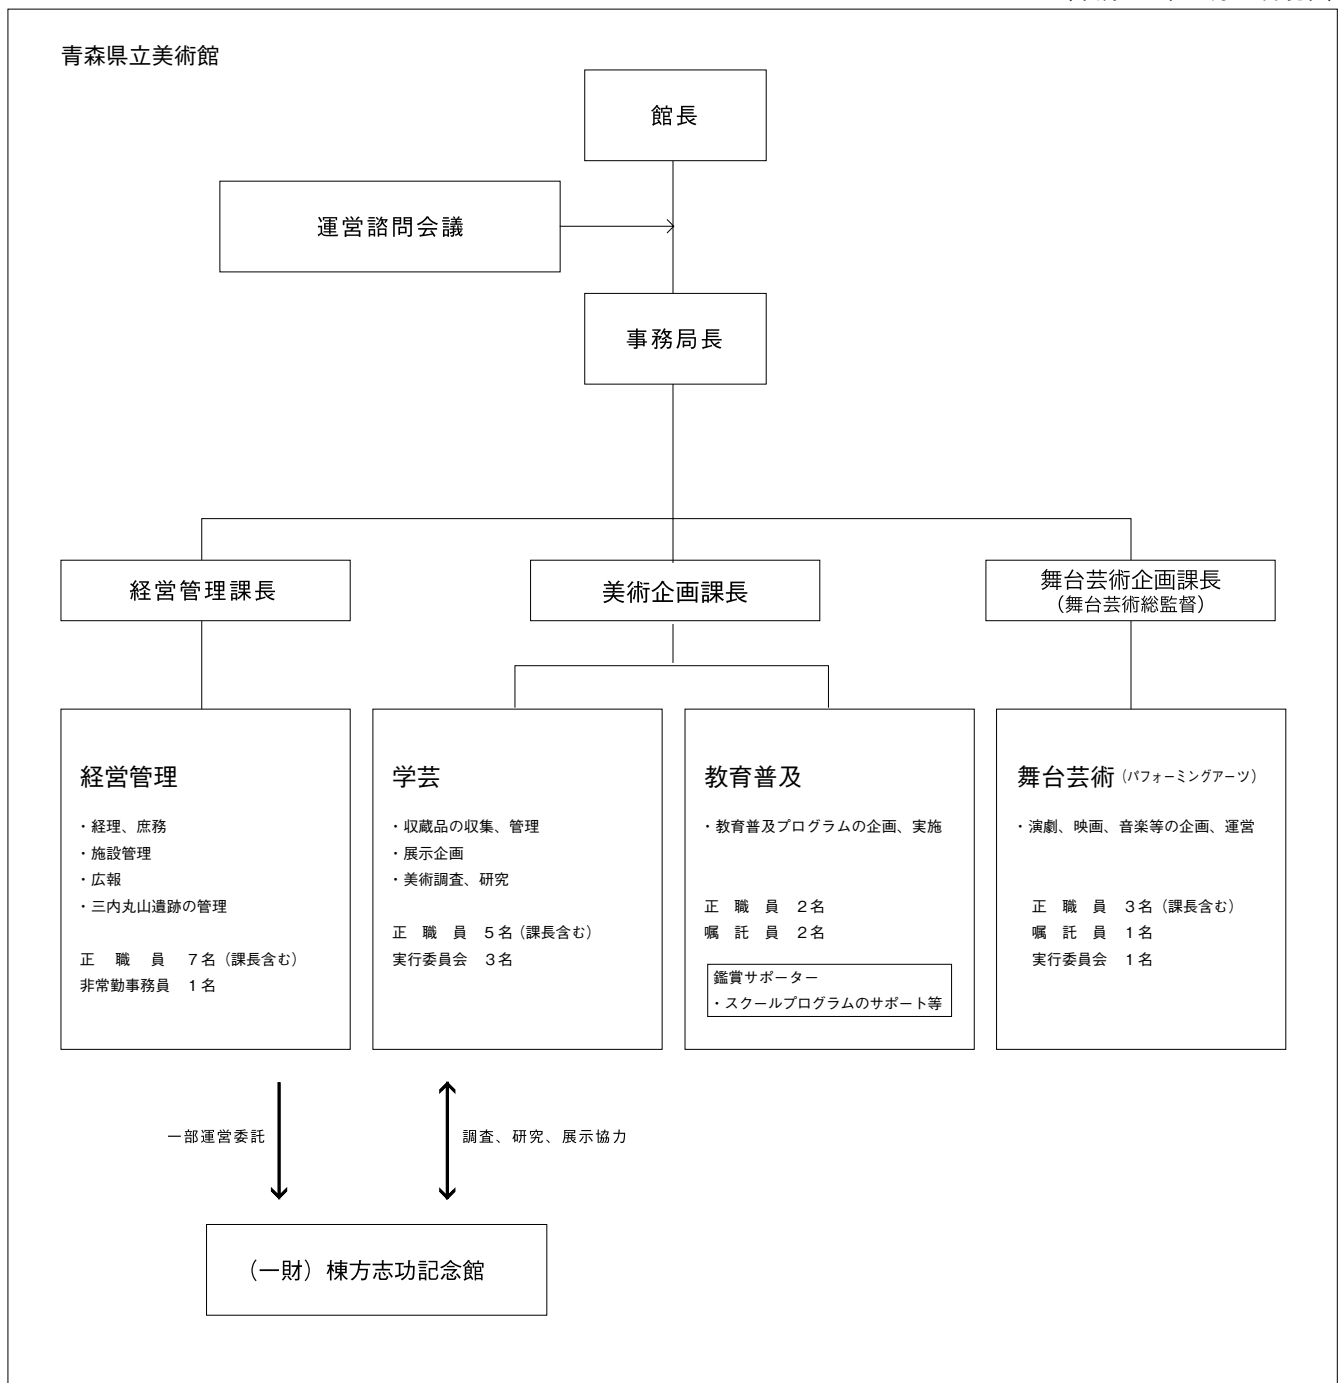 青森県立美術館
館長
運営諮問会議
事務局長
経営管理課長
美術企画課長
舞台芸術企画課長
（舞台芸術総監督）
経営管理
・経理、庶務
・施設管理
・広報
・三内丸山遺跡の管理
正　職　員　７名（課長含む）
非常勤事務員　１名
学芸
・収蔵品の収集、管理
・展示企画
・美術調査、研究
正　職　員　５名（課長含む）
実行委員会　３名
教育普及
・教育普及プログラムの企画、実施
正　職　員　２名
嘱　託　員　２名
鑑賞サポーター
・スクールプログラムのサポート等
舞台芸術（パフォーミングアーツ）
・演劇、映画、音楽等の企画、運営
正　職　員　３名（課長含む）
嘱　託　員　１名
実行委員会　１名
一部運営委託
調査、研究、展示協力
（一財）棟方志功記念館